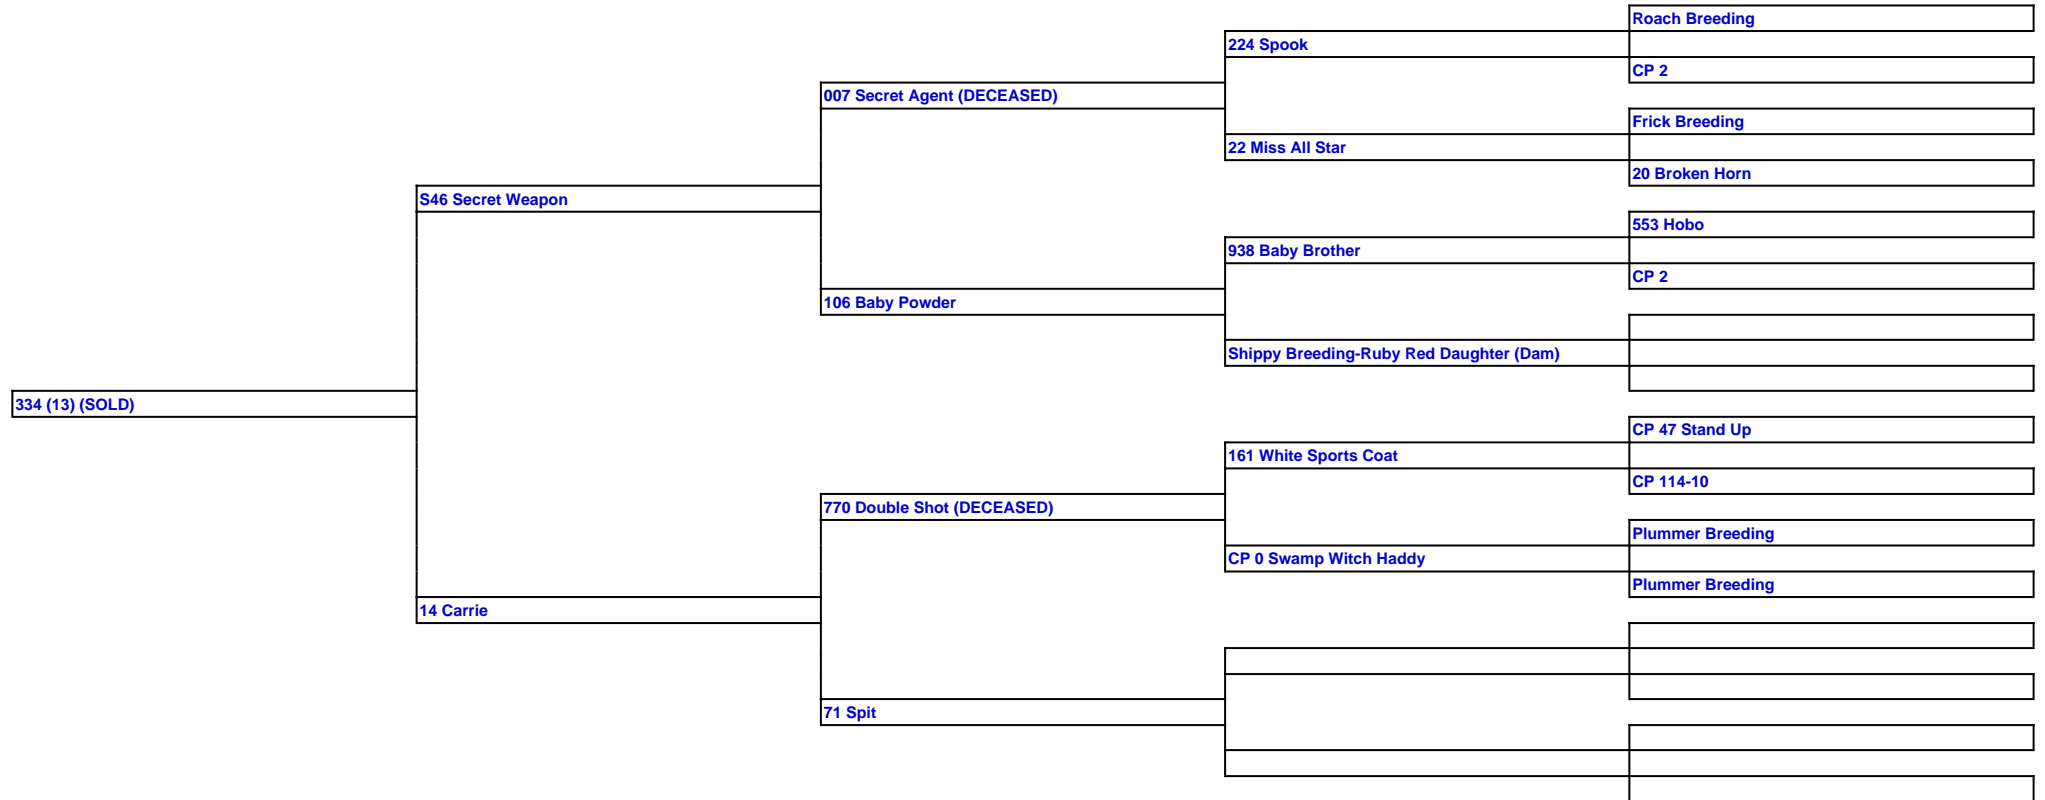 Roach Breeding
224 Spook
CP 2
007 Secret Agent (DECEASED)
Frick Breeding
22 Miss All Star
20 Broken Horn
S46 Secret Weapon
553 Hobo
938 Baby Brother
CP 2
106 Baby Powder
Shippy Breeding-Ruby Red Daughter (Dam)
334 (13) (SOLD)
CP 47 Stand Up
161 White Sports Coat
CP 114-10
770 Double Shot (DECEASED)
Plummer Breeding
CP 0 Swamp Witch Haddy
Plummer Breeding
14 Carrie
71 Spit